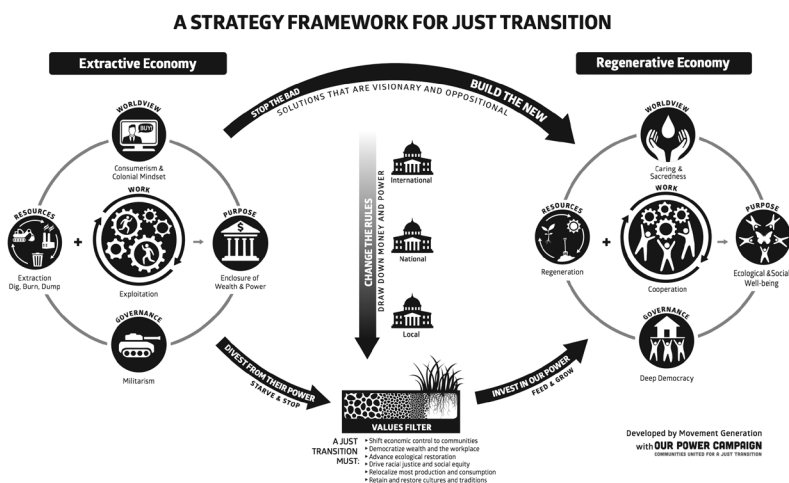 A STRATEGY FRAMEWORK FOR JUST TRANSITION
Extractive Economy
WORLDVIEW
BUY!
Consumerism &
Colonial Mindset
RESOURCES
+
Extraction
Dig, Burn, Dump
WORK
Exploitation
PURPOSE
$
Enclosure of
Wealth & Power
GOVERNANCE
Militarism
STOP THE BAD
BUILD THE NEW
SOLUTIONS THAT ARE VISIONARY AND OPPOSITIONAL
CHANGE THE RULES
DRAW DOWN MONEY AND POWER
International
National
Local
Regenerative Economy
WORLDVIEW
Caring &
Sacredness
RESOURCES
+
Regeneration
WORK
Cooperation
PURPOSE
Ecological &Social
Well-being
GOVERNANCE
Deep Democracy
DIVEST FROM THEIR POWER
STARVE & STOP
INVEST IN OUR POWER
FEED & GROW
VALUES FILTER
A JUST
TRANSITION
MUST:
Shift economic control to communities
Democratize wealth and the workplace
Advance ecological restoration
Drive racial justice and social equity
Relocalize most production and consumption
Retain and restore cultures and traditions
Developed by Movement Generation
with OUR POWER CAMPAIGN
COMMUNITIES UNITED FOR A JUST TRANSITION